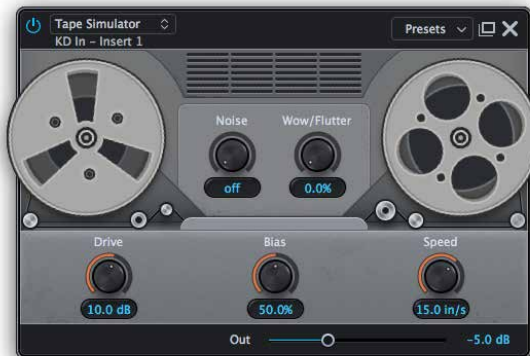 Tape Simulator
Presets
KD In - Insert 1
Noise
Wow/Flutter
off
0.0%
Drive
Bias
Speed
10.0 dB
50.0%
15.0 in/s
Out
-5.0 dB